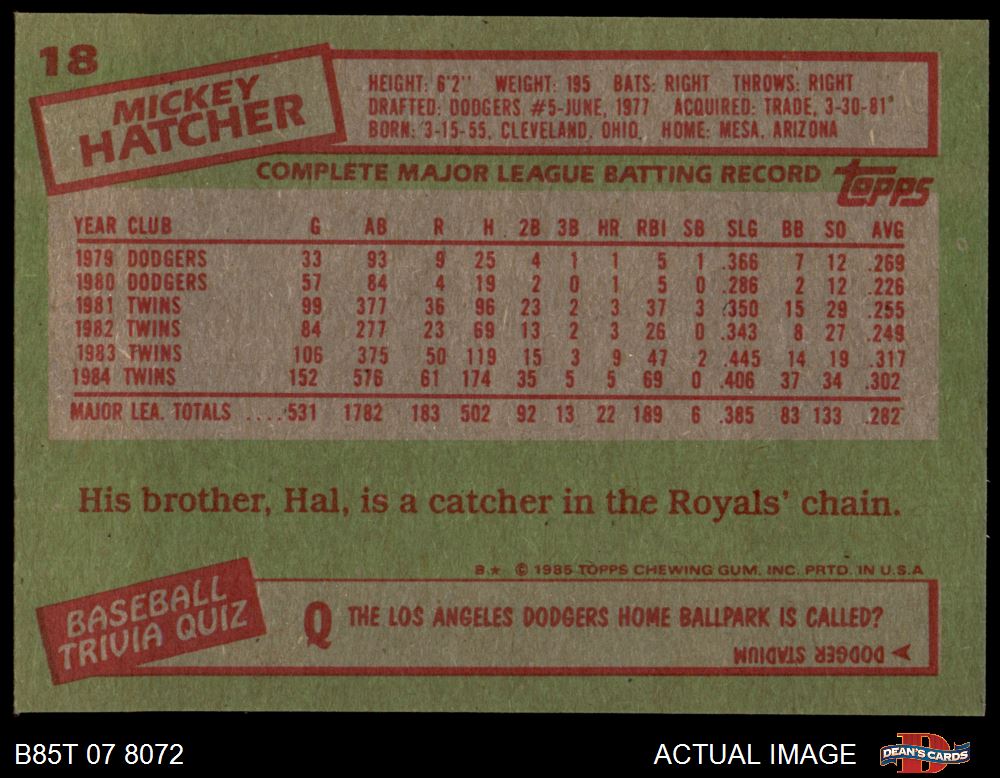 18
MICKEY
HATCHER
HEIGHT: 6'2" WEIGHT: 195 BATS: RIGHT THROWS: RIGHT
DRAFTED: DODGERS #5-JUNE, 1977 ACQUIRED: TRADE, 3-30-81*
BORN: 3-15-55, CLEVELAND, OHIO, HOME: MESA, ARIZONA
COMPLETE MAJOR LEAGUE BATTING RECORD
topps
YEAR CLUB G AB R H 2B 3B HR RBI SB SLG BB SO AVG
1979 DODGERS 33 93 9 25 4 1 1 5 1 .366 7 12 .269
1980 DODGERS 57 84 4 19 2 0 1 5 0 .286 2 12 .226
1981 TWINS 99 377 36 96 23 2 3 37 3 .350 15 29 .255
1982 TWINS 84 277 23 69 13 2 3 26 0 .343 8 27 .249
1983 TWINS 106 375 50 119 15 3 9 47 2 .445 14 19 .317
1984 TWINS 152 576 61 174 35 5 5 69 0 .406 37 34 .302
MAJOR LEA. TOTALS .... 531 1782 183 502 92 13 22 189 6 .385 83 133 .282
His brother, Hal, is a catcher in the Royals' chain.
B.★ © 1985 TOPPS CHEWING GUM, INC. PRTD. IN U.S.A
BASEBALL
TRIVIA QUIZ
Q THE LOS ANGELES DODGERS HOME BALLPARK IS CALLED?
A DODGER STADIUM
B85T 07 8072
ACTUAL IMAGE
D
DEAN'S CARDS